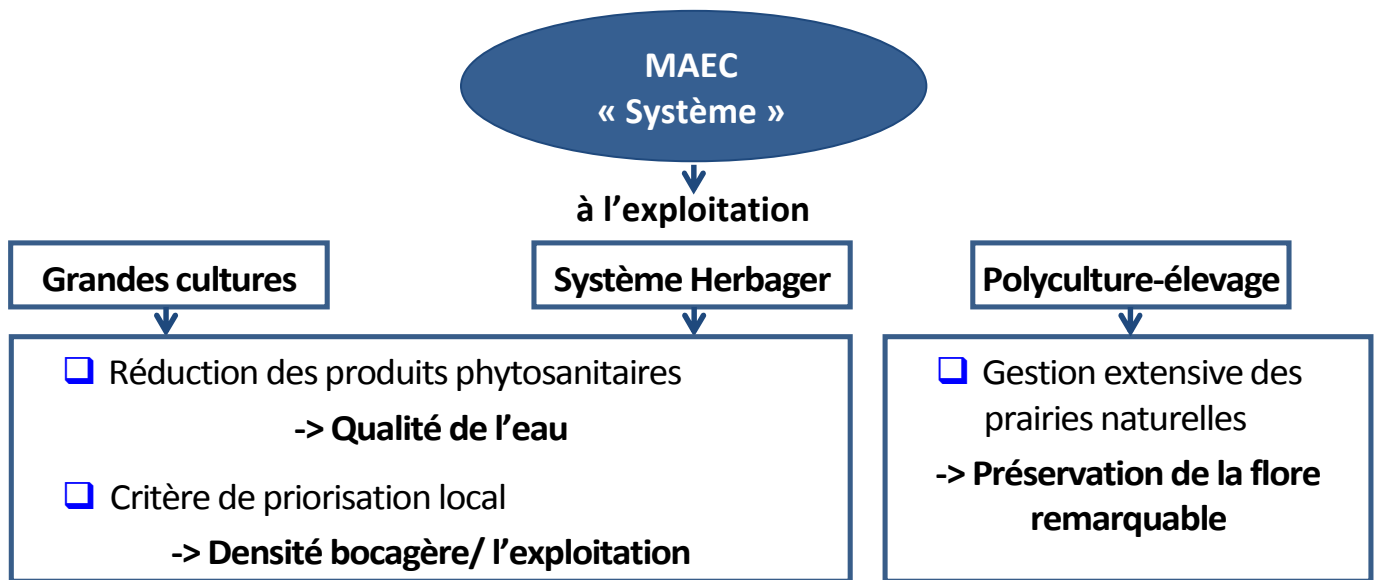 MAEC
« Système »
à l’exploitation
Grandes cultures
Système Herbager
Polyculture-élevage
Réduction des produits phytosanitaires
-> Qualité de l’eau
Critère de priorisation local
-> Densité bocagère/ l’exploitation
Gestion extensive des
prairies naturelles
-> Préservation de la flore
remarquable